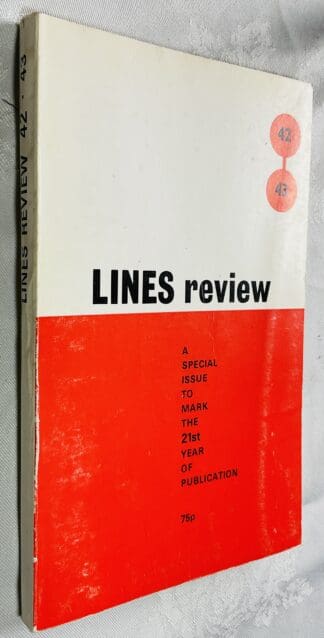 LINES REVIEW 42 · 43
42
43
LINES review
A
SPECIAL
ISSUE
TO
MARK
THE
21st
YEAR
OF
PUBLICATION
75p